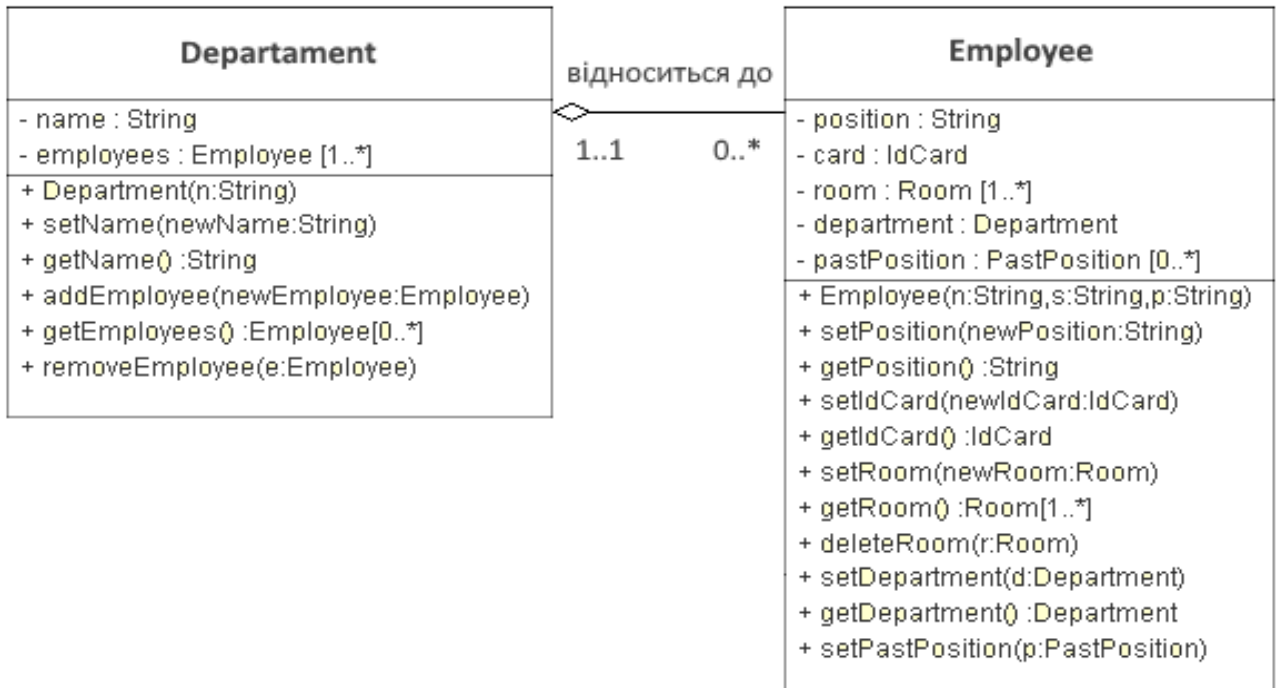 Departament
- name : String
- employees : Employee [1..*]
+ Department(n:String)
+ setName(newName:String)
+ getName() :String
+ addEmployee(newEmployee:Employee)
+ getEmployees() :Employee[0..*]
+ removeEmployee(e:Employee)
відноситься до
1..1 0..*
Employee
- position : String
- card : IdCard
- room : Room [1..*]
- department : Department
- pastPosition : PastPosition [0..*]
+ Employee(n:String,s:String,p:String)
+ setPosition(newPosition:String)
+ getPosition() :String
+ setIdCard(newIdCard:IdCard)
+ getIdCard() :IdCard
+ setRoom(newRoom:Room)
+ getRoom() :Room[1..*]
+ deleteRoom(r:Room)
+ setDepartment(d:Department)
+ getDepartment() :Department
+ setPastPosition(p:PastPosition)